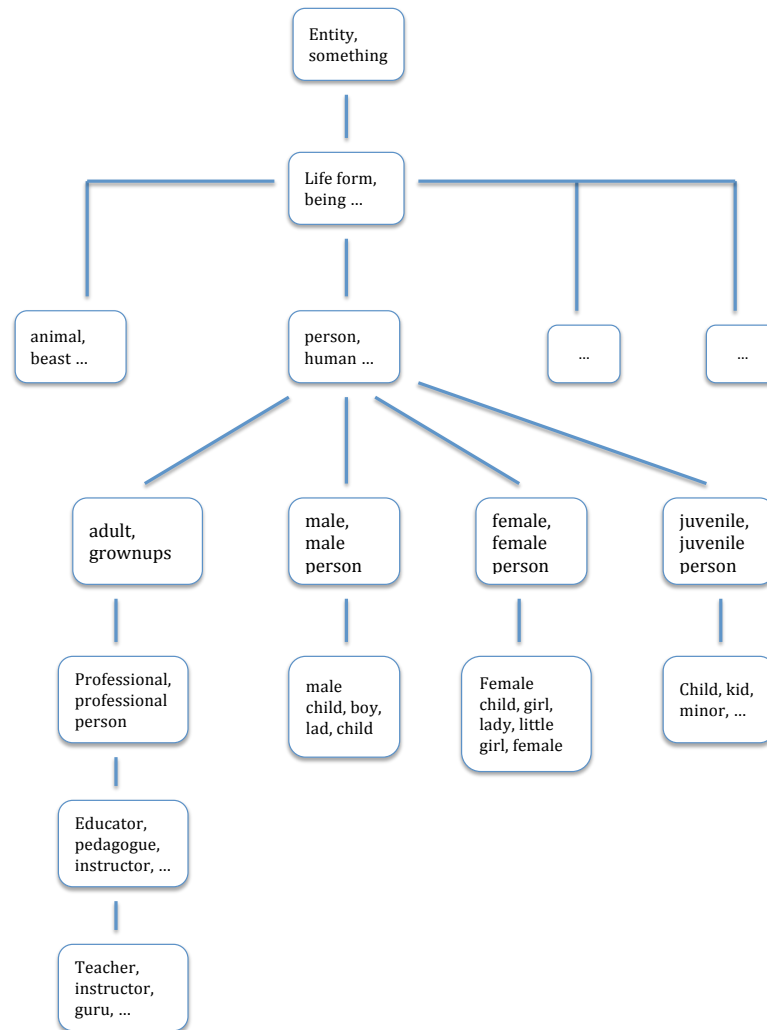 Entity,
something
Life form,
being ...
animal,
beast ...
person,
human ...
...
...
adult,
grownups
male,
male
person
female,
female
person
juvenile,
juvenile
person
Professional,
professional
person
male
child, boy,
lad, child
Female
child, girl,
lady, little
girl, female
Child, kid,
minor, ...
Educator,
pedagogue,
instructor, ...
Teacher,
instructor,
guru, ...